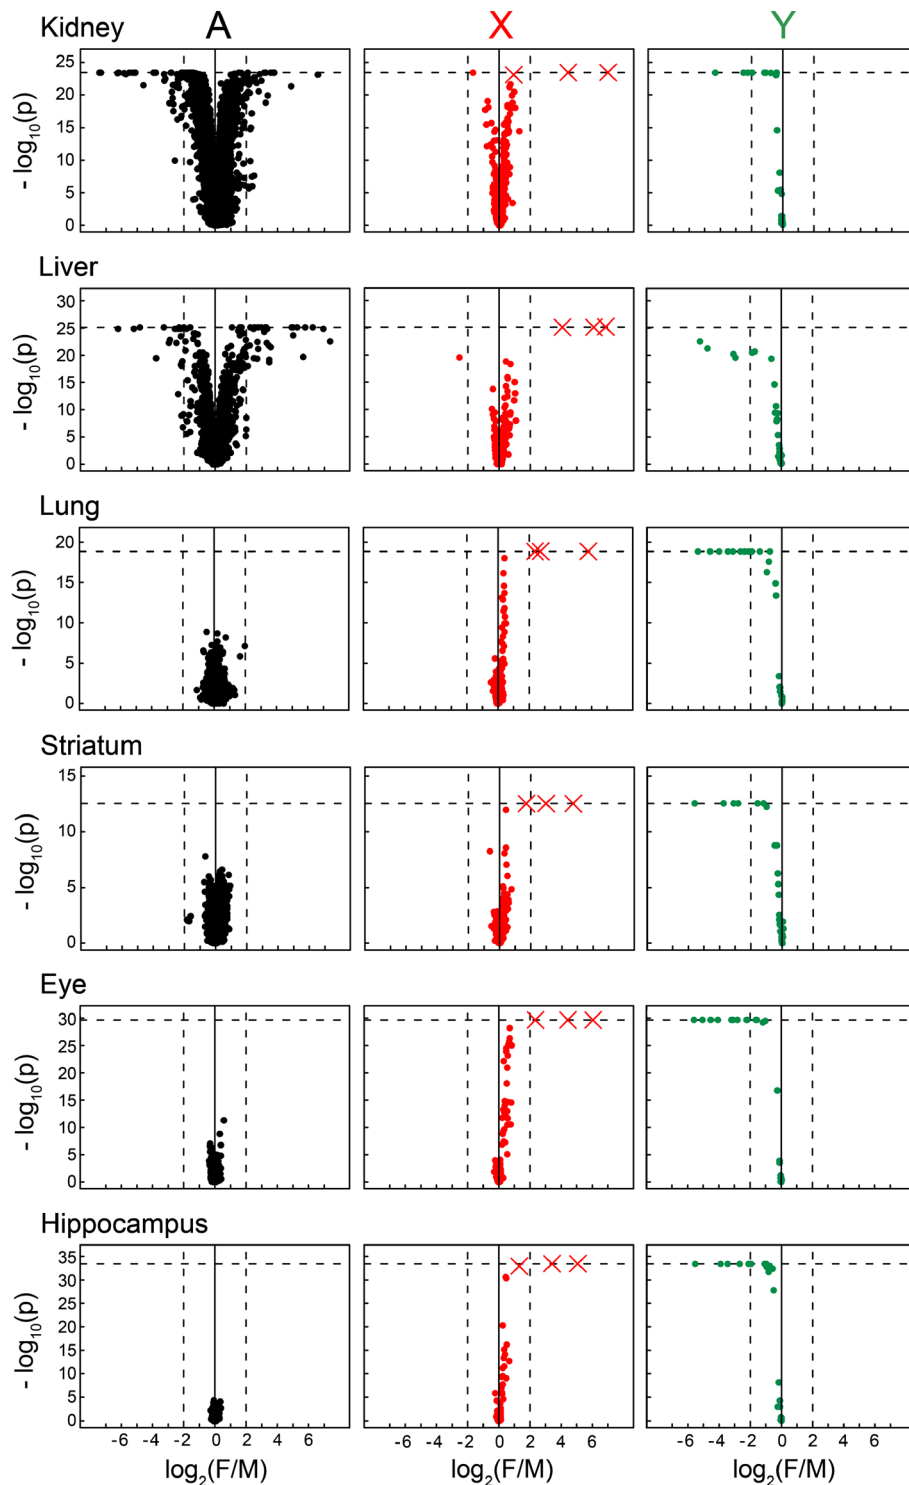 Kidney A X Y
25
20
15
10
5
0
- log₁₀(p)
Liver
30
25
20
15
10
5
0
- log₁₀(p)
Lung
20
15
10
5
0
- log₁₀(p)
Striatum
15
10
5
0
- log₁₀(p)
Eye
30
25
20
15
10
5
0
- log₁₀(p)
Hippocampus
35
30
25
20
15
10
5
0
- log₁₀(p)
-6 -4 -2 0 2 4 6 -6 -4 -2 0 2 4 6 -6 -4 -2 0 2 4 6
log₂(F/M) log₂(F/M) log₂(F/M)